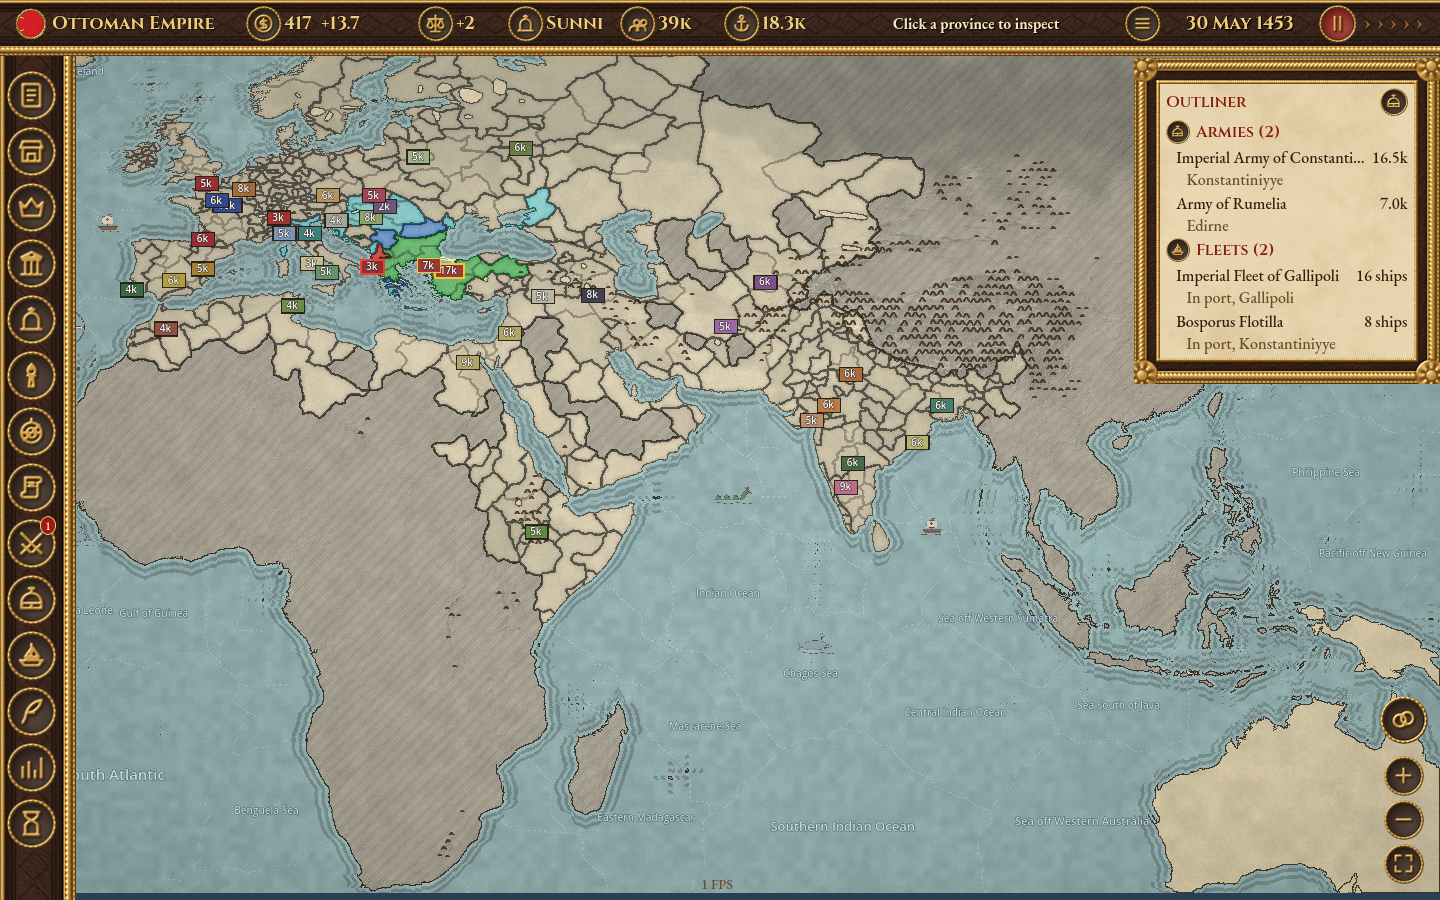 OTTOMAN EMPIRE
417 +13.7
+2
SUNNI
39K
18.3K
Click a province to inspect
30 MAY 1453
OUTLINER
ARMIES (2)
Imperial Army of Constanti... 16.5k
Konstantiniyye
Army of Rumelia 7.0k
Edirne
FLEETS (2)
Imperial Fleet of Gallipoli 16 ships
In port, Gallipoli
Bosporus Flotilla 8 ships
In port, Konstantiniyye
eland
6k
5k
5k
8k
6k
5k
6k
2k
3k
4k
8k
5k
4k
6k
3k
7k
17k
5k
5k
6k
4k
4k
5k
8k
6k
4k
6k
5k
9k
6k
6k
5k
6k
6k
6k
9k
5k
1
Philippine Sea
Pacific off New Guinea
Indian Ocean
a Leone
Gulf of Guinea
Sea off Western Sumatra
Chagos Sea
Sea South of Java
Central Indian Ocean
Mascarene Sea
outh Atlantic
Benguela Sea
Eastern Madagascar
Southern Indian Ocean
Sea off Western Australia
1 FPS